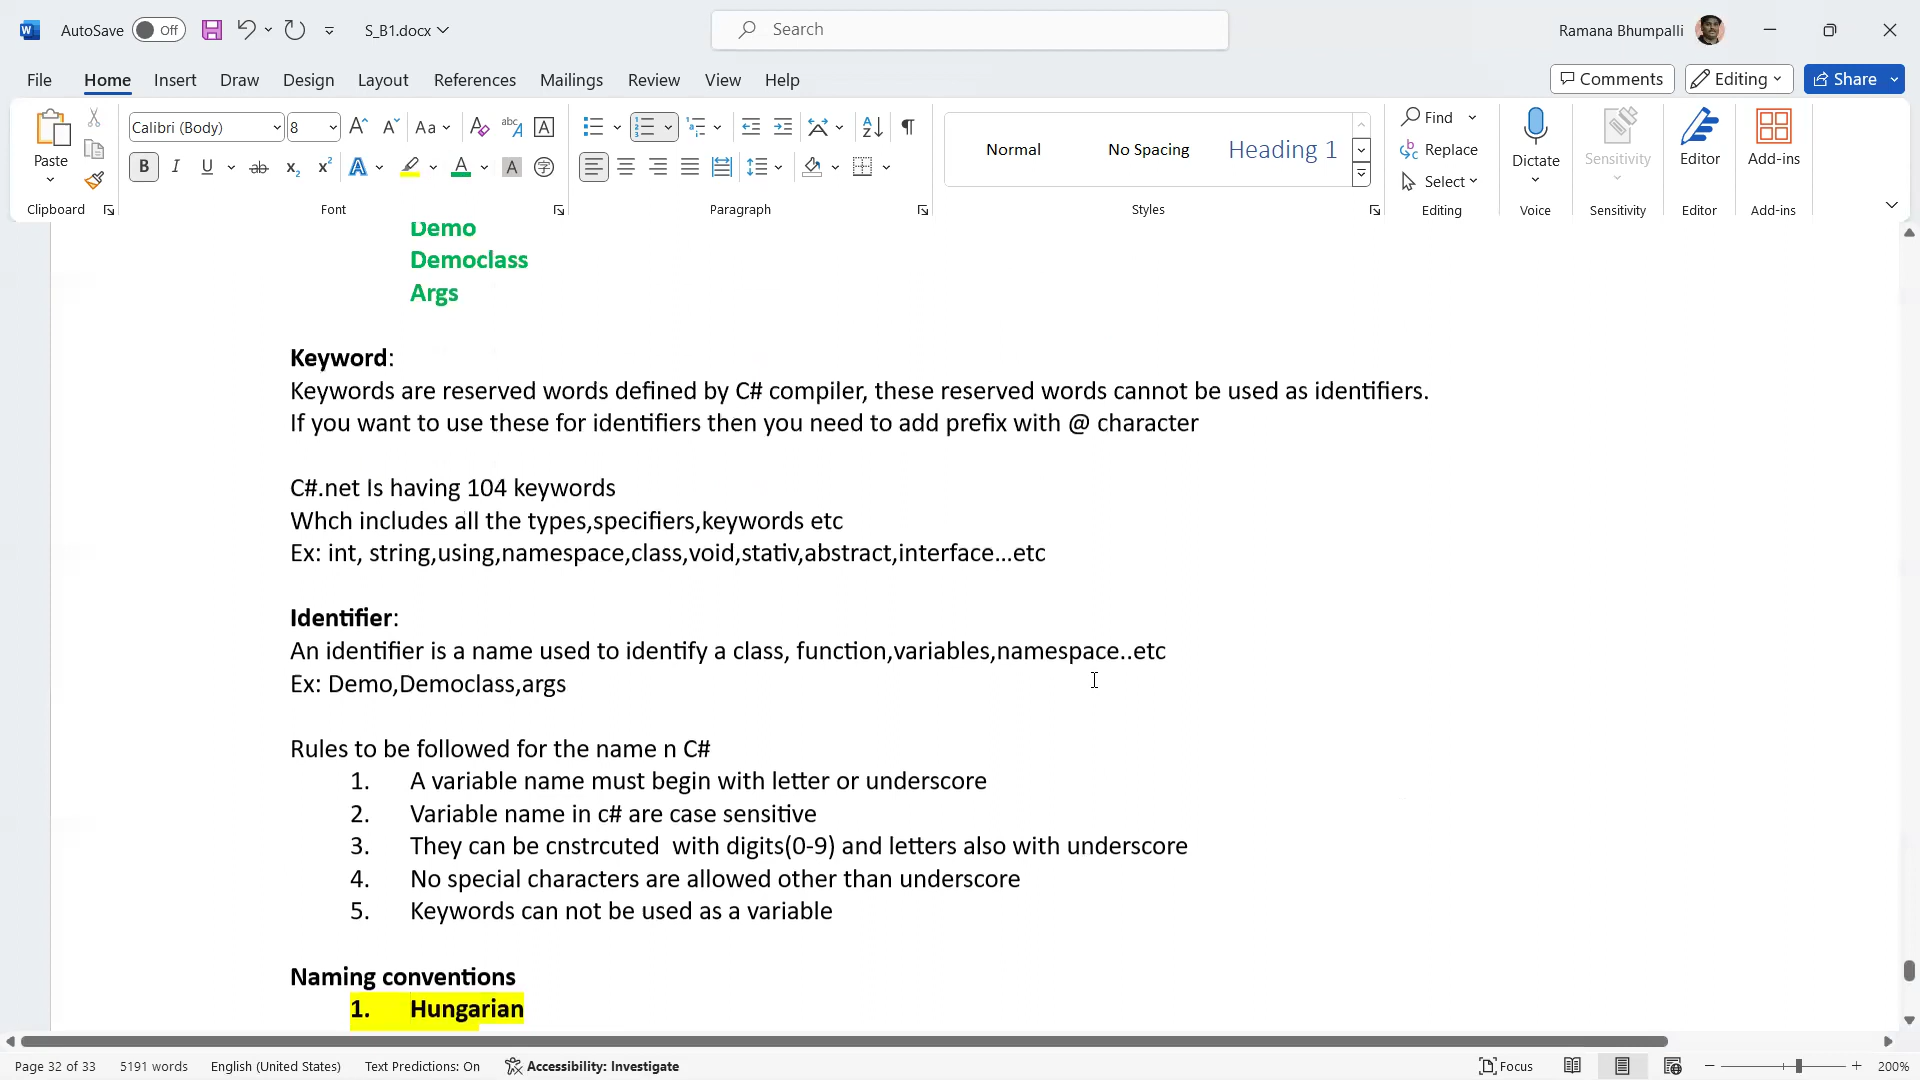 AutoSave Off S_B1.docx Search Ramana Bhumpalli
File Home Insert Draw Design Layout References Mailings Review View Help Comments Editing Share
Paste Calibri (Body) 8 Aa Normal No Spacing Heading 1 Find Replace Select Dictate Sensitivity Editor Add-ins
Clipboard Font Paragraph Styles Editing Voice Sensitivity Editor Add-ins
Demo
Democlass
Args
Keyword:
Keywords are reserved words defined by C# compiler, these reserved words cannot be used as identifiers.
If you want to use these for identifiers then you need to add prefix with @ character
C#.net Is having 104 keywords
Whch includes all the types,specifiers,keywords etc
Ex: int, string,using,namespace,class,void,stativ,abstract,interface...etc
Identifier:
An identifier is a name used to identify a class, function,variables,namespace..etc
Ex: Demo,Democlass,args
Rules to be followed for the name n C#
1. A variable name must begin with letter or underscore
2. Variable name in c# are case sensitive
3. They can be cnstrcuted with digits(0-9) and letters also with underscore
4. No special characters are allowed other than underscore
5. Keywords can not be used as a variable
Naming conventions
1. Hungarian
Page 32 of 33 5191 words English (United States) Text Predictions: On Accessibility: Investigate Focus 200%